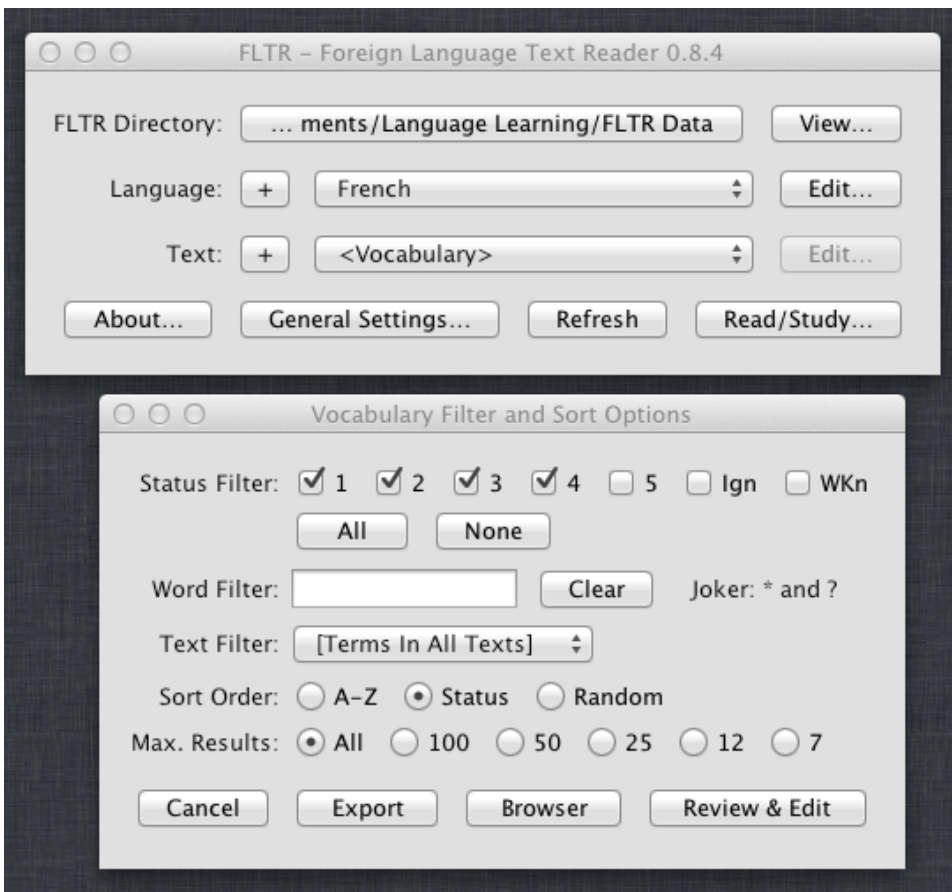 FLTR – Foreign Language Text Reader 0.8.4
FLTR Directory: ... ments/Language Learning/FLTR Data View...
Language: + French Edit...
Text: + <Vocabulary> Edit...
About... General Settings... Refresh Read/Study...
Vocabulary Filter and Sort Options
Status Filter: 1 2 3 4 5 Ign WKn
All None
Word Filter: Clear Joker: * and ?
Text Filter: [Terms In All Texts]
Sort Order: A–Z Status Random
Max. Results: All 100 50 25 12 7
Cancel Export Browser Review & Edit